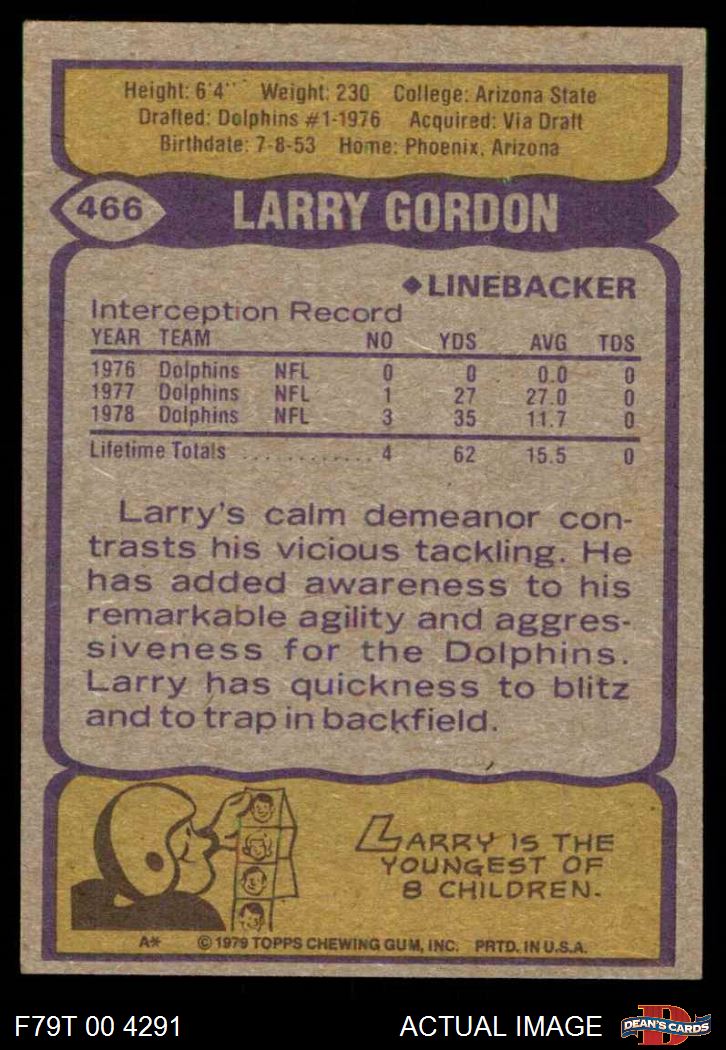 Height: 6'4" Weight: 230 College: Arizona State
Drafted: Dolphins #1-1976 Acquired: Via Draft
Birthdate: 7-8-53 Home: Phoenix, Arizona
466 LARRY GORDON
◆LINEBACKER
Interception Record
YEAR TEAM NO YDS AVG TDS
1976 Dolphins NFL 0 0 0.0 0
1977 Dolphins NFL 1 27 27.0 0
1978 Dolphins NFL 3 35 11.7 0
Lifetime Totals ............ 4 62 15.5 0
Larry's calm demeanor con-
trasts his vicious tackling. He
has added awareness to his
remarkable agility and aggres-
siveness for the Dolphins.
Larry has quickness to blitz
and to trap in backfield.
LARRY IS THE
YOUNGEST OF
8 CHILDREN.
A* © 1979 TOPPS CHEWING GUM, INC. PRTD. IN U.S.A.
F79T 00 4291 ACTUAL IMAGE D DEAN'S CARDS